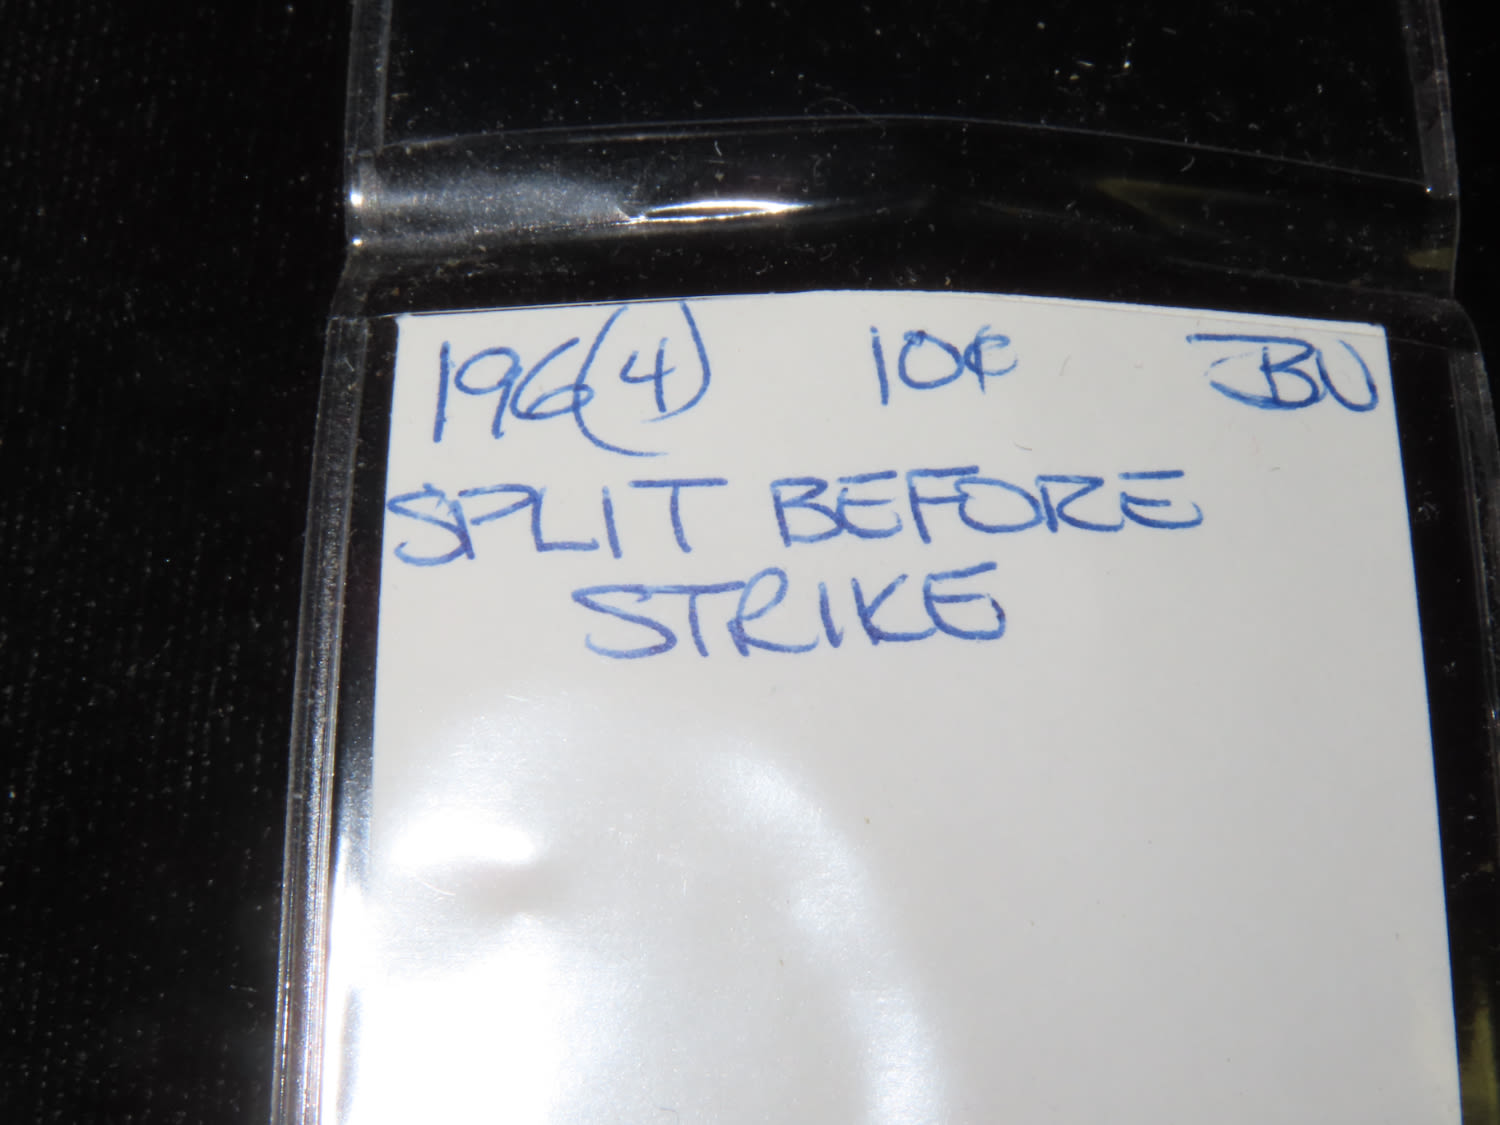 196(4) 10¢ BU
SPLIT BEFORE
STRIKE